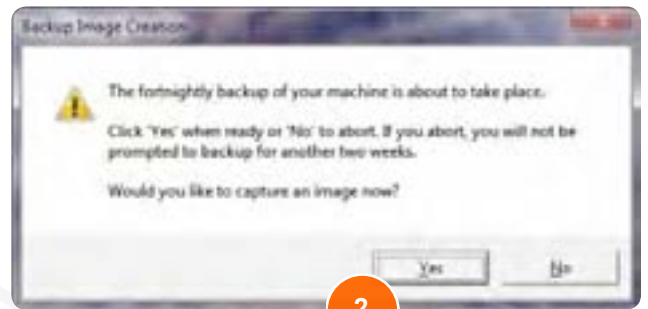 Backup Image Creation
The fortnightly backup of your machine is about to take place.
Click 'Yes' when ready or 'No' to abort. If you abort, you will not be
prompted to backup for another two weeks.
Would you like to capture an image now?
Yes
No
2